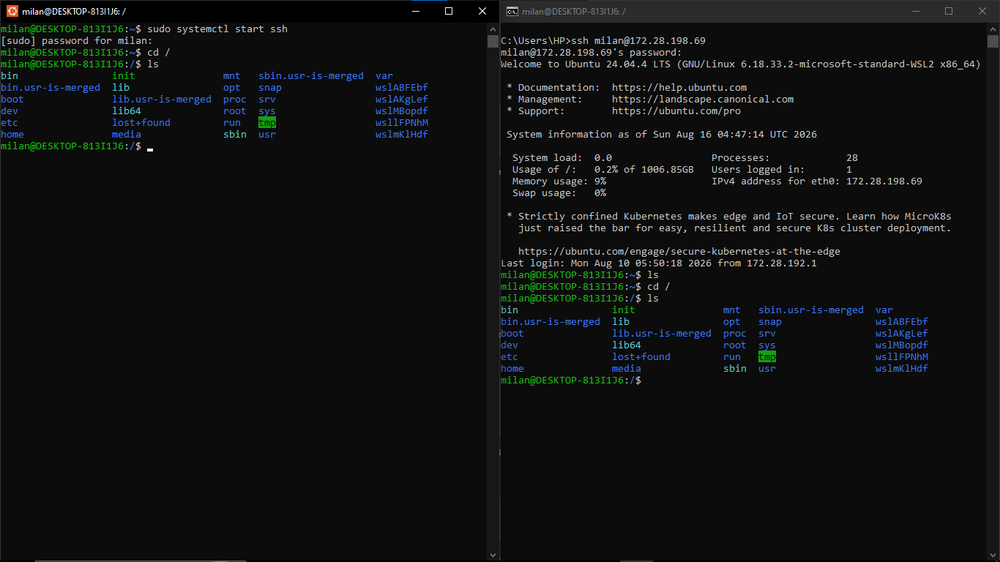 milan@DESKTOP-813I1J6: /
milan@DESKTOP-813I1J6:~$ sudo systemctl start ssh
[sudo] password for milan:
milan@DESKTOP-813I1J6:~$ cd /
milan@DESKTOP-813I1J6:/$ ls
bin init mnt sbin.usr-is-merged var
bin.usr-is-merged lib opt snap wslABFEbf
boot lib.usr-is-merged proc srv wslAKgLef
dev lib64 root sys wslMBopdf
etc lost+found run tmp wsllFPNhM
home media sbin usr wslmKlHdf
milan@DESKTOP-813I1J6:/$
milan@DESKTOP-813I1J6: /
C:\Users\HP>ssh milan@172.28.198.69
milan@172.28.198.69's password:
Welcome to Ubuntu 24.04.4 LTS (GNU/Linux 6.18.33.2-microsoft-standard-WSL2 x86_64)
* Documentation: https://help.ubuntu.com
* Management: https://landscape.canonical.com
* Support: https://ubuntu.com/pro
System information as of Sun Aug 16 04:47:14 UTC 2026
System load: 0.0 Processes: 28
Usage of /: 0.2% of 1006.85GB Users logged in: 1
Memory usage: 9% IPv4 address for eth0: 172.28.198.69
Swap usage: 0%
* Strictly confined Kubernetes makes edge and IoT secure. Learn how MicroK8s
just raised the bar for easy, resilient and secure K8s cluster deployment.
https://ubuntu.com/engage/secure-kubernetes-at-the-edge
Last login: Mon Aug 10 05:50:18 2026 from 172.28.192.1
milan@DESKTOP-813I1J6:~$ ls
milan@DESKTOP-813I1J6:~$ cd /
milan@DESKTOP-813I1J6:/$ ls
bin init mnt sbin.usr-is-merged var
bin.usr-is-merged lib opt snap wslABFEbf
boot lib.usr-is-merged proc srv wslAKgLef
dev lib64 root sys wslMBopdf
etc lost+found run tmp wsllFPNhM
home media sbin usr wslmKlHdf
milan@DESKTOP-813I1J6:/$